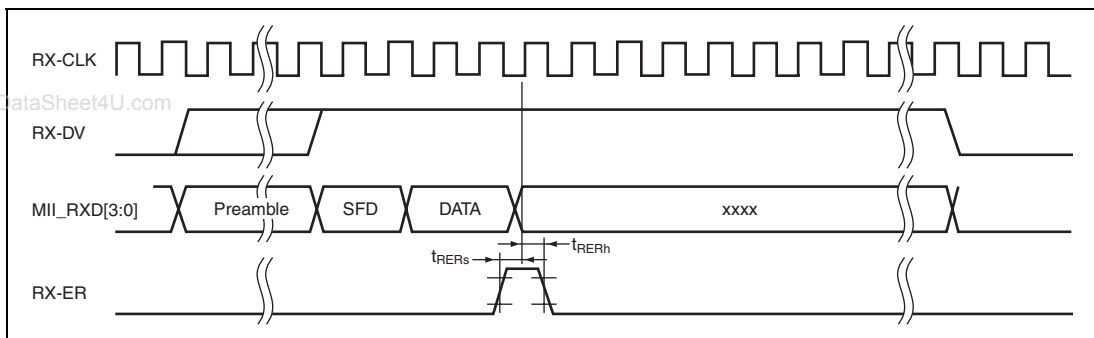 RX-CLK
DataSheet4U.com
RX-DV
MII_RXD[3:0] Preamble SFD DATA xxxx
tRERs tRERh
RX-ER